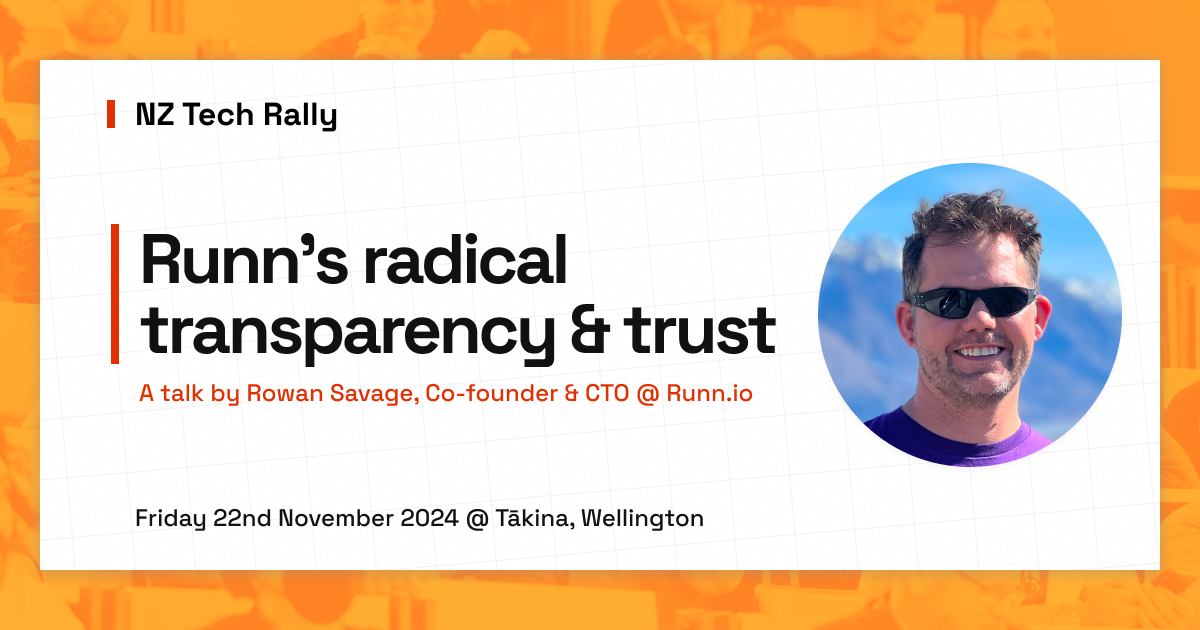 NZ Tech Rally
Runn’s radical
transparency & trust
A talk by Rowan Savage, Co-founder & CTO @ Runn.io
Friday 22nd November 2024 @ Tākina, Wellington